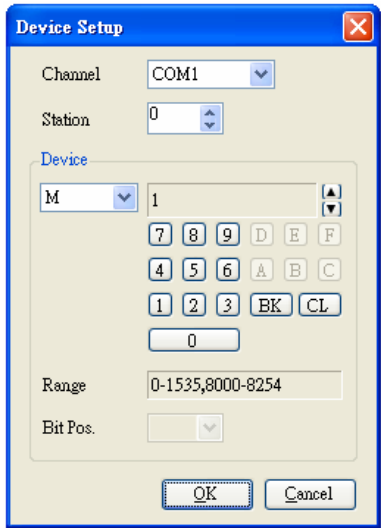 Device Setup
Channel COM1
Station 0
Device
M 1
7 8 9 D E F
4 5 6 A B C
1 2 3 BK CL
0
Range 0-1535,8000-8254
Bit Pos.
OK Cancel